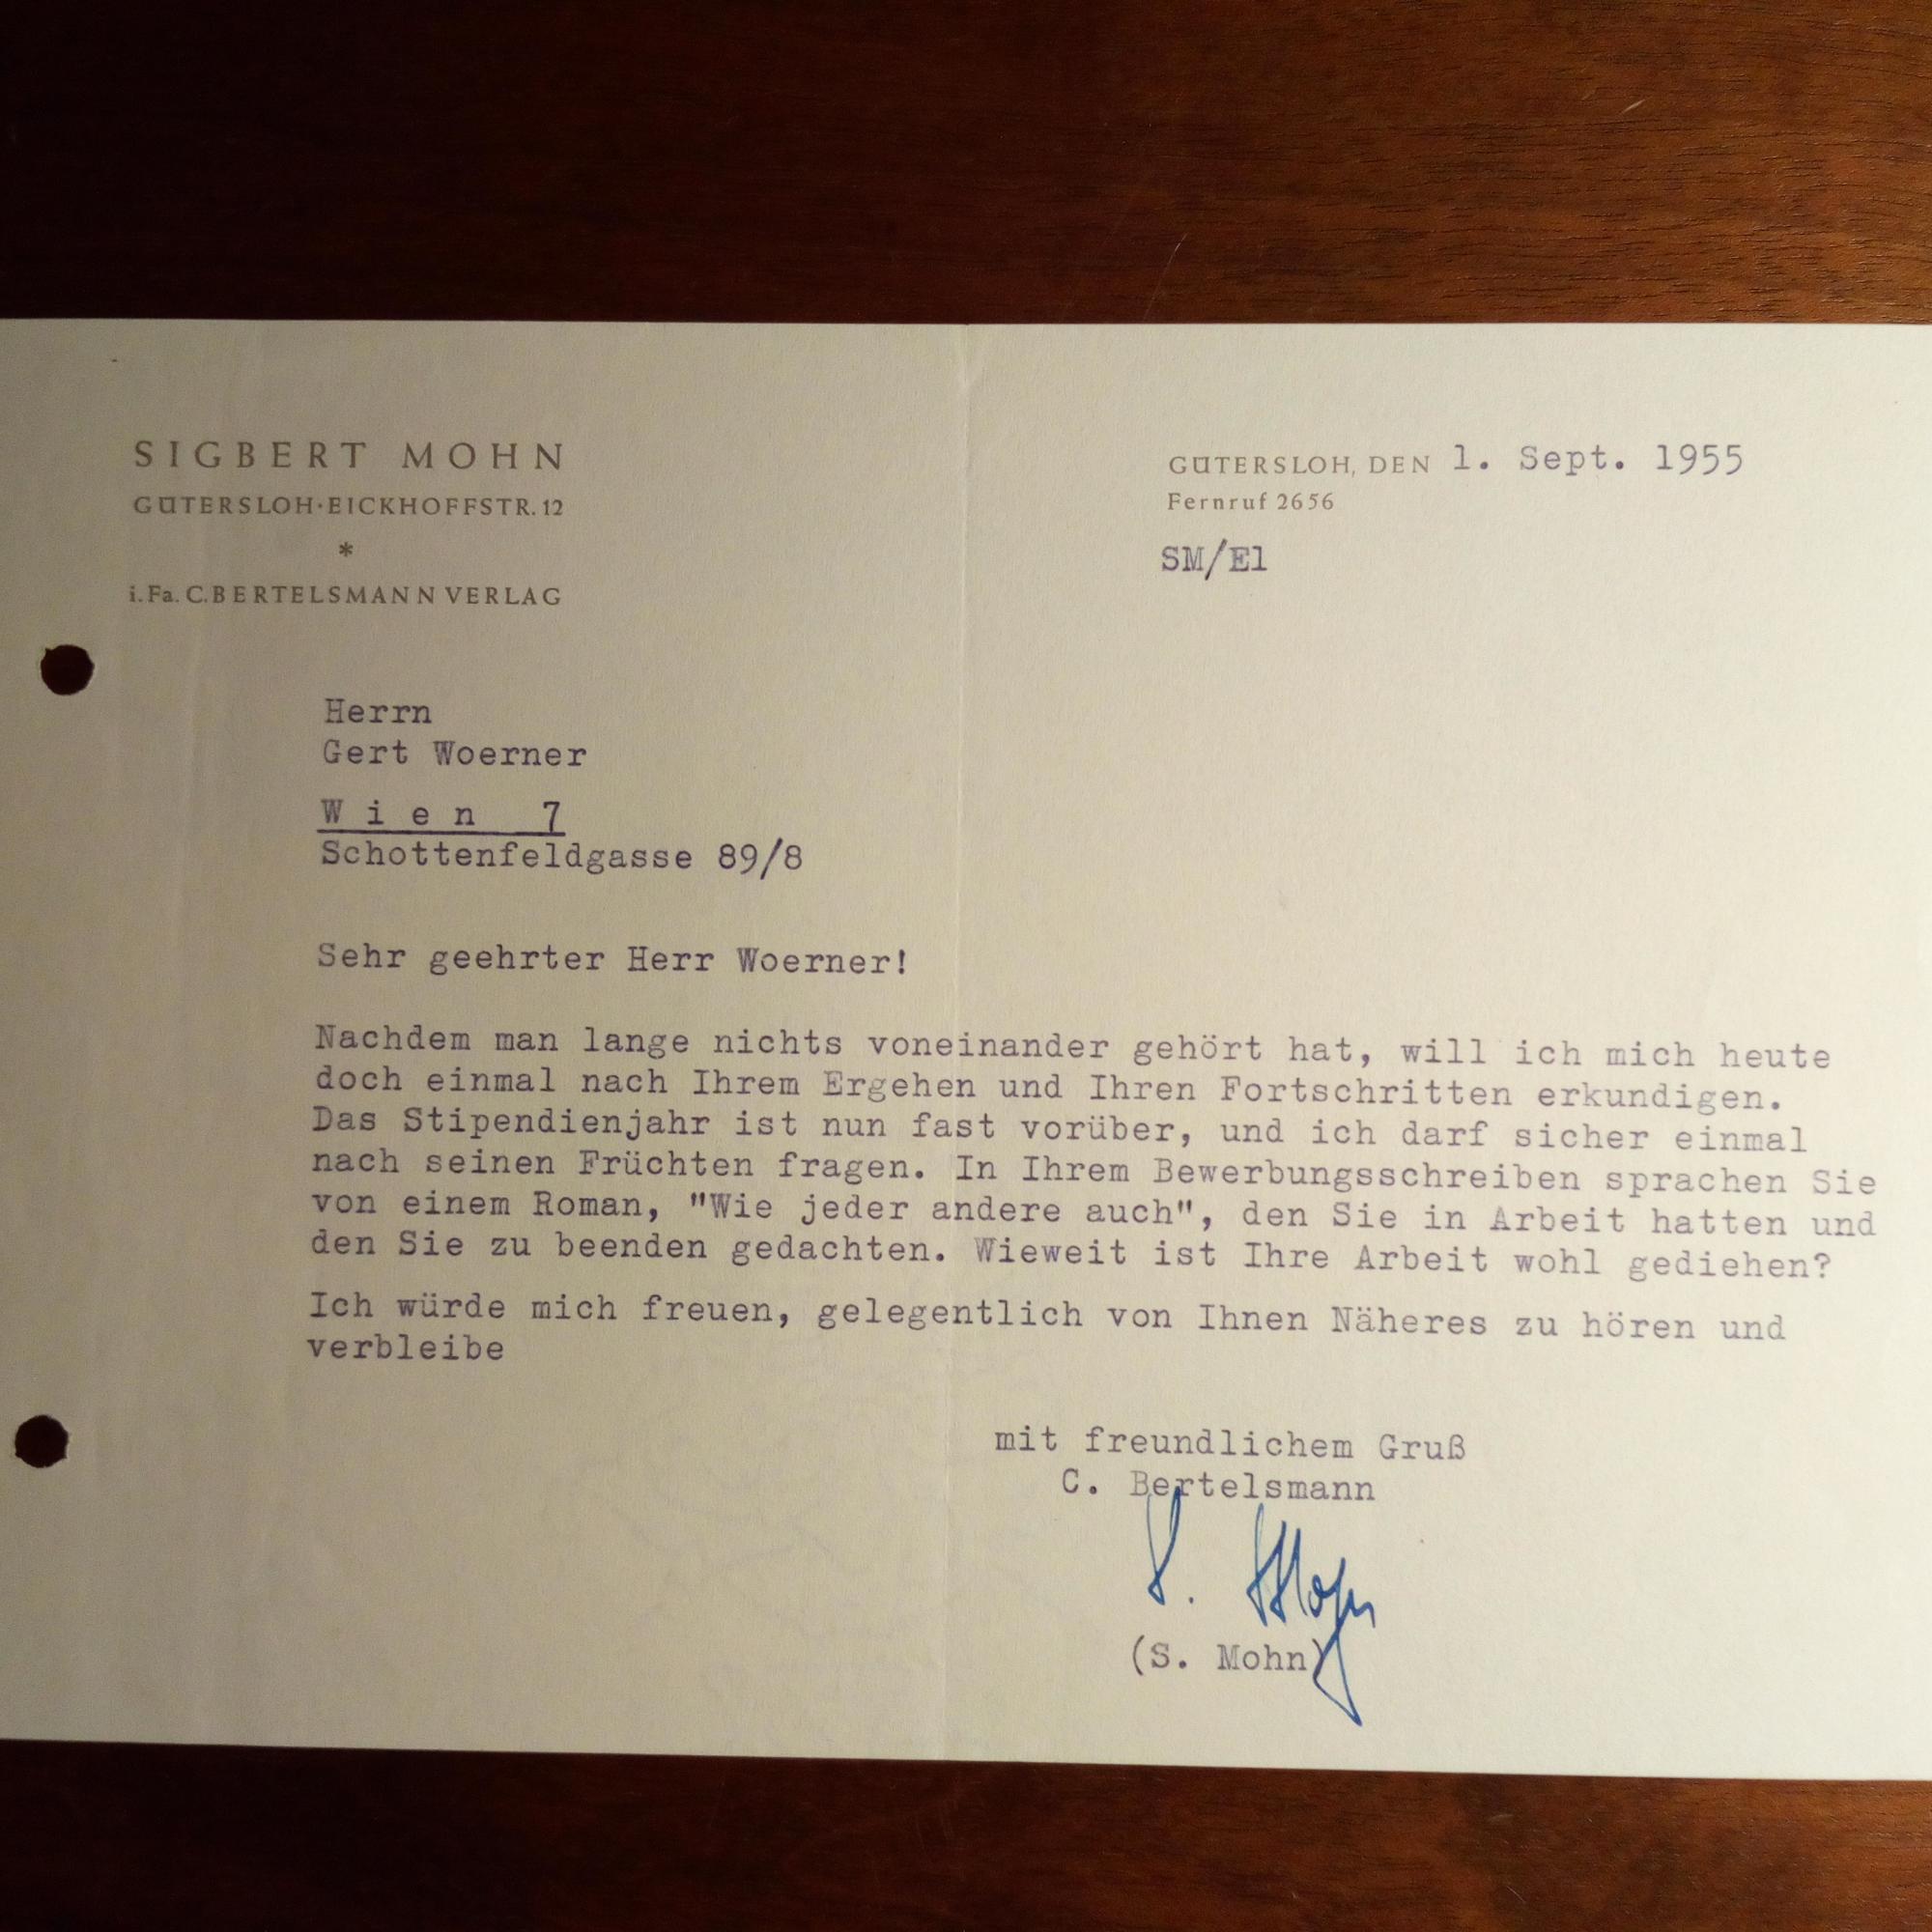 SIGBERT MOHN
GÜTERSLOH·EICKHOFFSTR. 12
*
i. Fa. C. BERTELSMANN VERLAG
GÜTERSLOH, DEN 1. Sept. 1955
Fernruf 2656
SM/El
Herrn
Gert Woerner
W i e n 7
Schottenfeldgasse 89/8
Sehr geehrter Herr Woerner!
Nachdem man lange nichts voneinander gehört hat, will ich mich heute
doch einmal nach Ihrem Ergehen und Ihren Fortschritten erkundigen.
Das Stipendienjahr ist nun fast vorüber, und ich darf sicher einmal
nach seinen Früchten fragen. In Ihrem Bewerbungsschreiben sprachen Sie
von einem Roman, "Wie jeder andere auch", den Sie in Arbeit hatten und
den Sie zu beenden gedachten. Wieweit ist Ihre Arbeit wohl gediehen?
Ich würde mich freuen, gelegentlich von Ihnen Näheres zu hören und
verbleibe
mit freundlichem Gruß
C. Bertelsmann
S. Mohn
(S. Mohn)